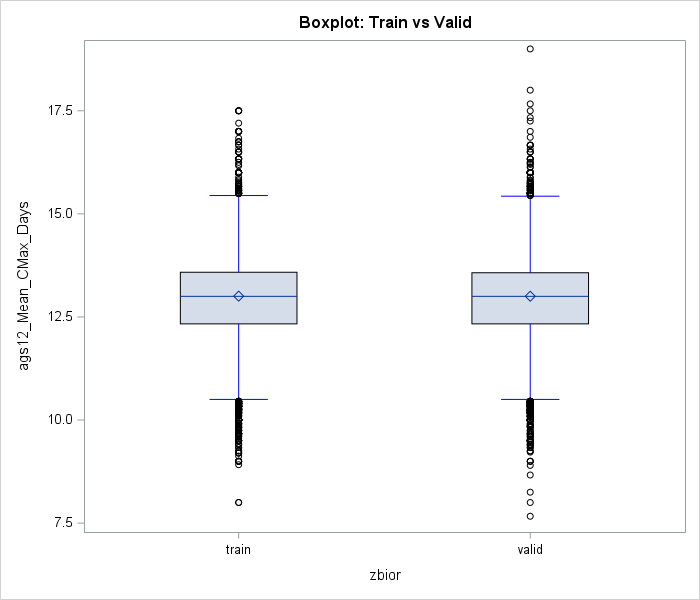 Boxplot: Train vs Valid
17.5
15.0
12.5
10.0
7.5
ags12_Mean_CMax_Days
train
valid
zbior